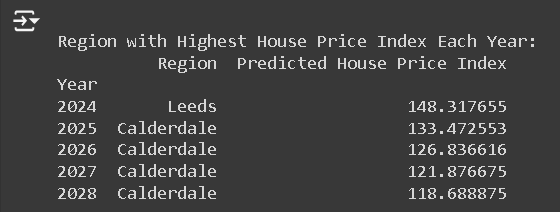 Region with Highest House Price Index Each Year:
Region Predicted House Price Index
Year
2024 Leeds 148.317655
2025 Calderdale 133.472553
2026 Calderdale 126.836616
2027 Calderdale 121.876675
2028 Calderdale 118.688875